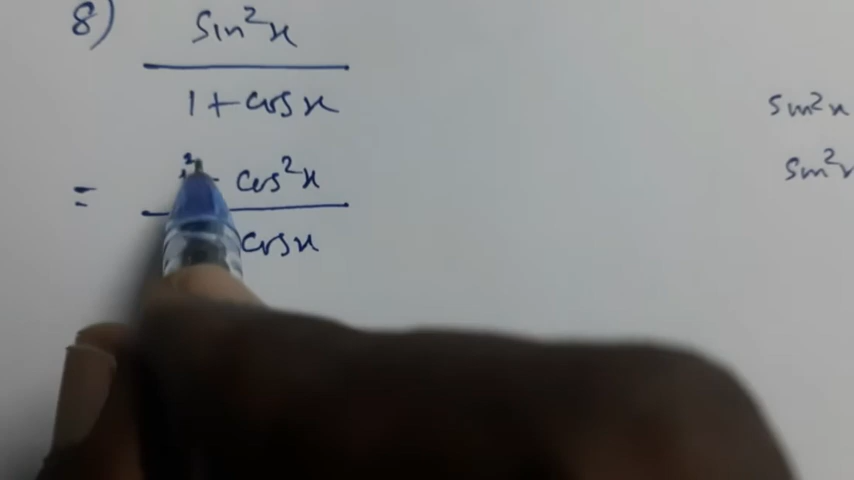 8) sin²x
1 + cos x
sin²x
= - cos²x
sin²x
cos x